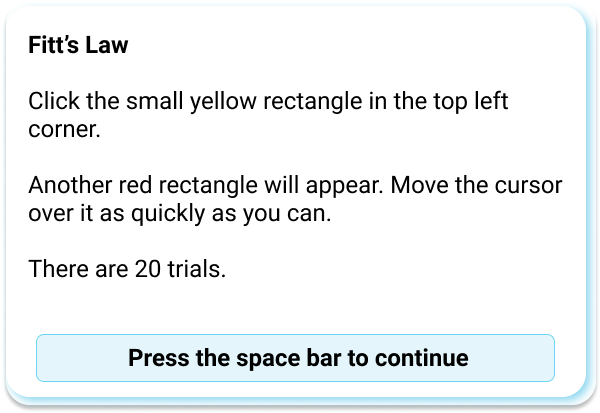 Fitt’s Law
Click the small yellow rectangle in the top left
corner.
Another red rectangle will appear. Move the cursor
over it as quickly as you can.
There are 20 trials.
Press the space bar to continue